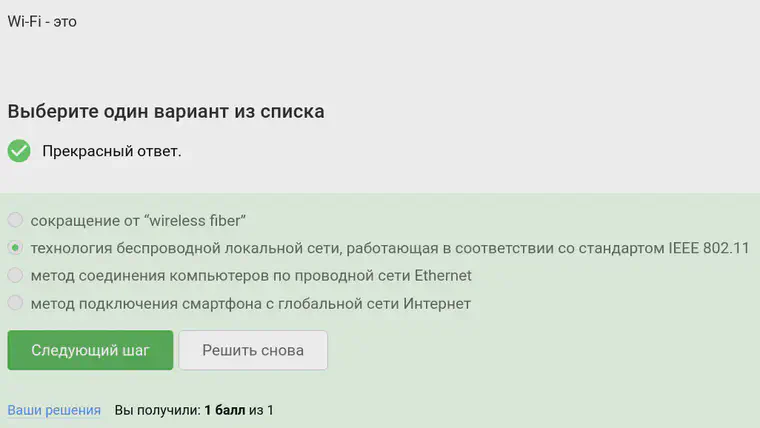 Wi-Fi - это
Выберите один вариант из списка
Прекрасный ответ.
сокращение от “wireless fiber”
технология беспроводной локальной сети, работающая в соответствии со стандартом IEEE 802.11
метод соединения компьютеров по проводной сети Ethernet
метод подключения смартфона с глобальной сети Интернет
Следующий шаг Решить снова
Ваши решения Вы получили: 1 балл из 1